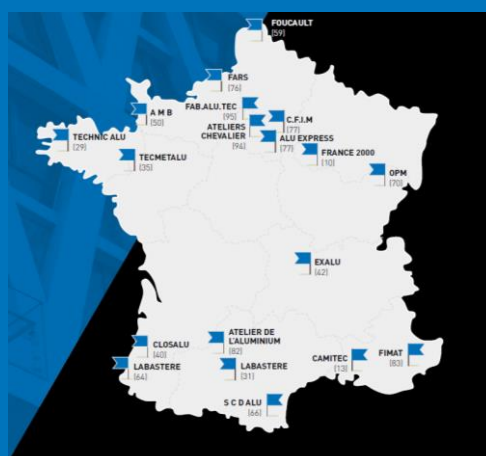 FOUCAULT
(59)
FARS
(76)
FAB.ALU.TEC
(95)
A M B
(50)
C.F.I.M
(77)
ATELIERS
CHEVALIER
(94)
TECHNIC ALU
(29)
ALU EXPRESS
(77)
TECMETALU
(35)
FRANCE 2000
(10)
OPM
(70)
EXALU
(42)
ATELIER DE
L'ALUMINIUM
(82)
CLOSALU
(40)
LABASTERE
(64)
LABASTERE
(31)
CAMITEC
(13)
FIMAT
(83)
S C D ALU
(66)